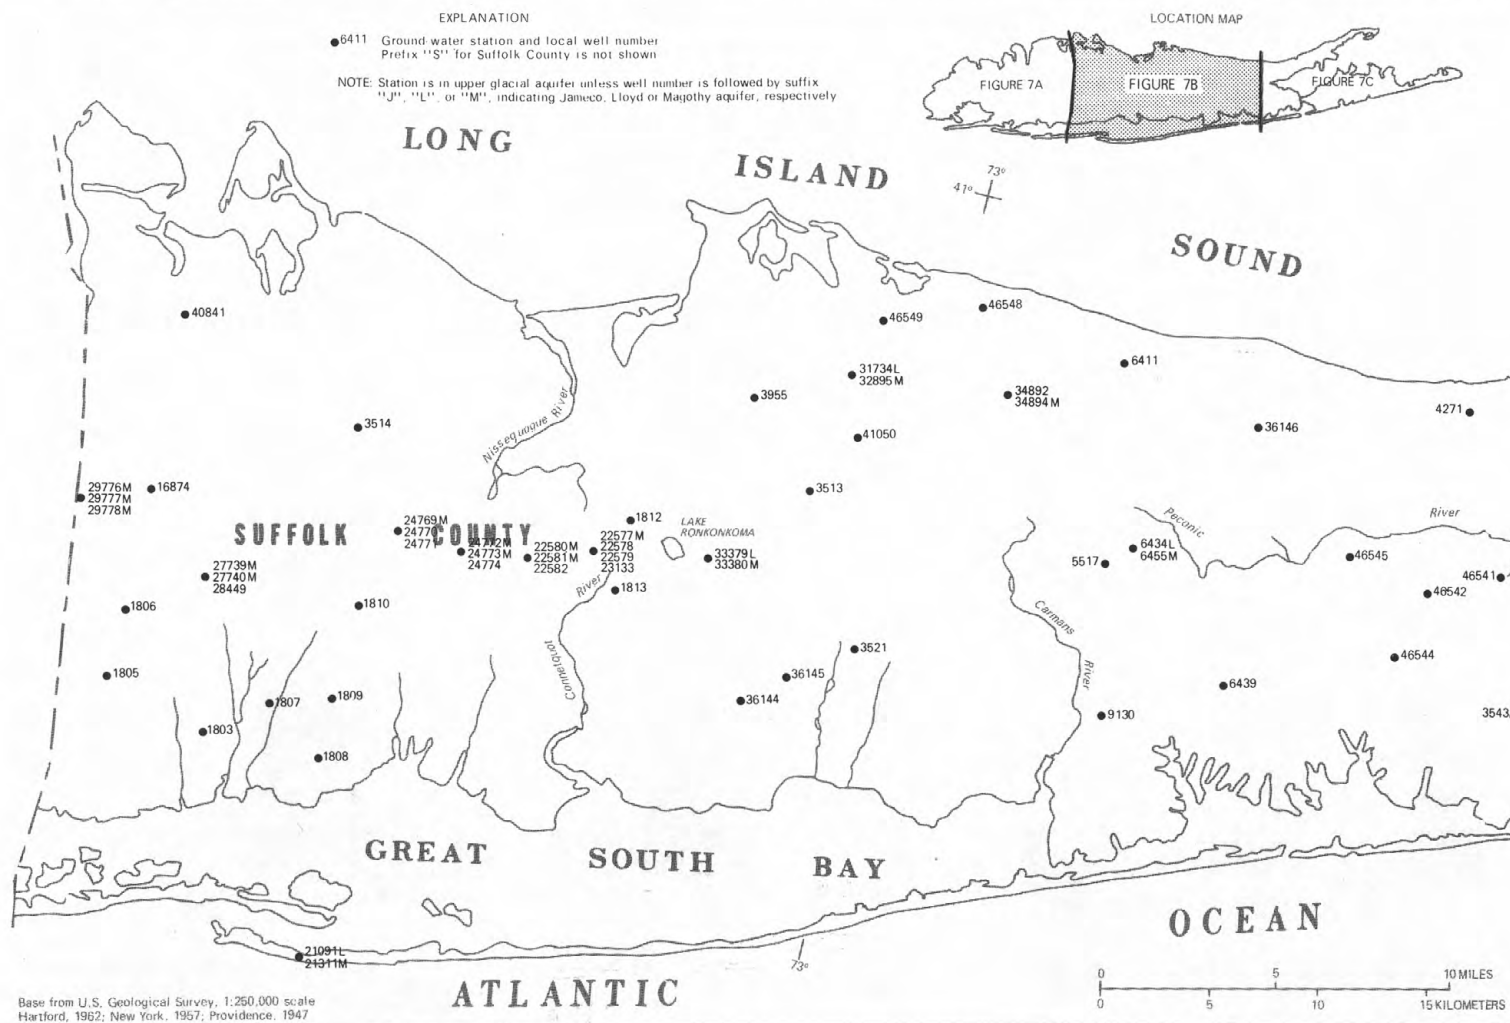 EXPLANATION
●6411 Ground-water station and local well number
Prefix "S" for Suffolk County is not shown
NOTE: Station is in upper glacial aquifer unless well number is followed by suffix
"J", "L", or "M", indicating Jameco, Lloyd or Magothy aquifer, respectively
LOCATION MAP
FIGURE 7A
FIGURE 7B
FIGURE 7C
LONG
ISLAND
SOUND
73°
41°
40841
46549
46548
6411
31734L
32895M
3955
34892
34894M
4271
3514
Nissequogue River
41050
36146
29776M
29777M
29778M
16874
3513
SUFFOLK COUNTY
24769M
24770
24771
24772M
24773M
24774
22580M
22581M
22582
1812
22577M
22578
22579
23133
LAKE
RONKONKOMA
33379L
33380M
Peconic
River
6434L
6455M
5517
46545
46541
46542
27739M
27740M
28449
1806
1810
1813
Connetquot
River
Carmans
River
1805
1803
1807
1809
1808
36145
36144
3521
46544
6439
9130
3543
GREAT
SOUTH
BAY
OCEAN
21091L
21311M
73°
ATLANTIC
0 5 10 MILES
0 5 10 15 KILOMETERS
Base from U.S. Geological Survey, 1:250,000 scale
Hartford, 1962; New York, 1957; Providence, 1947